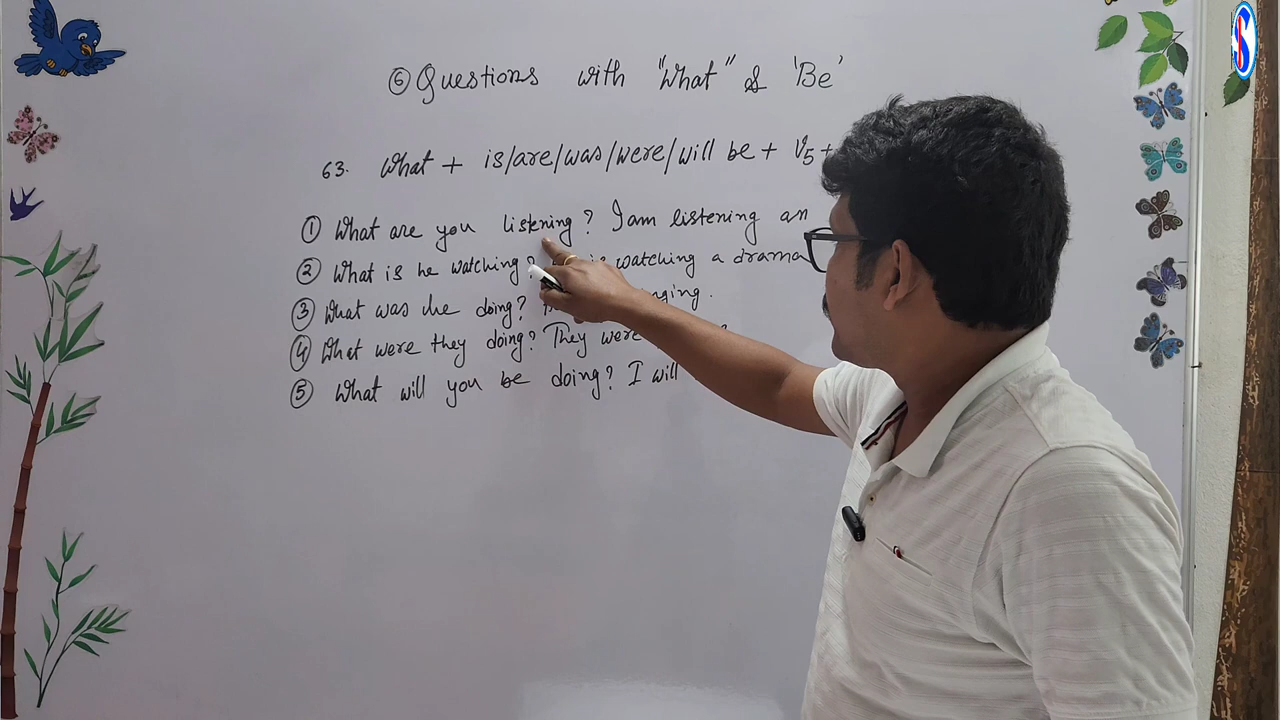 ⑥ Questions with "What" & 'Be'
63. What + is/are/was/were/will be + V5 +
① What are you listening? I am listening an
② What is he watching? is watching a drama
③ What was she doing?
④ What were they doing? They were
⑤ What will you be doing? I will
S